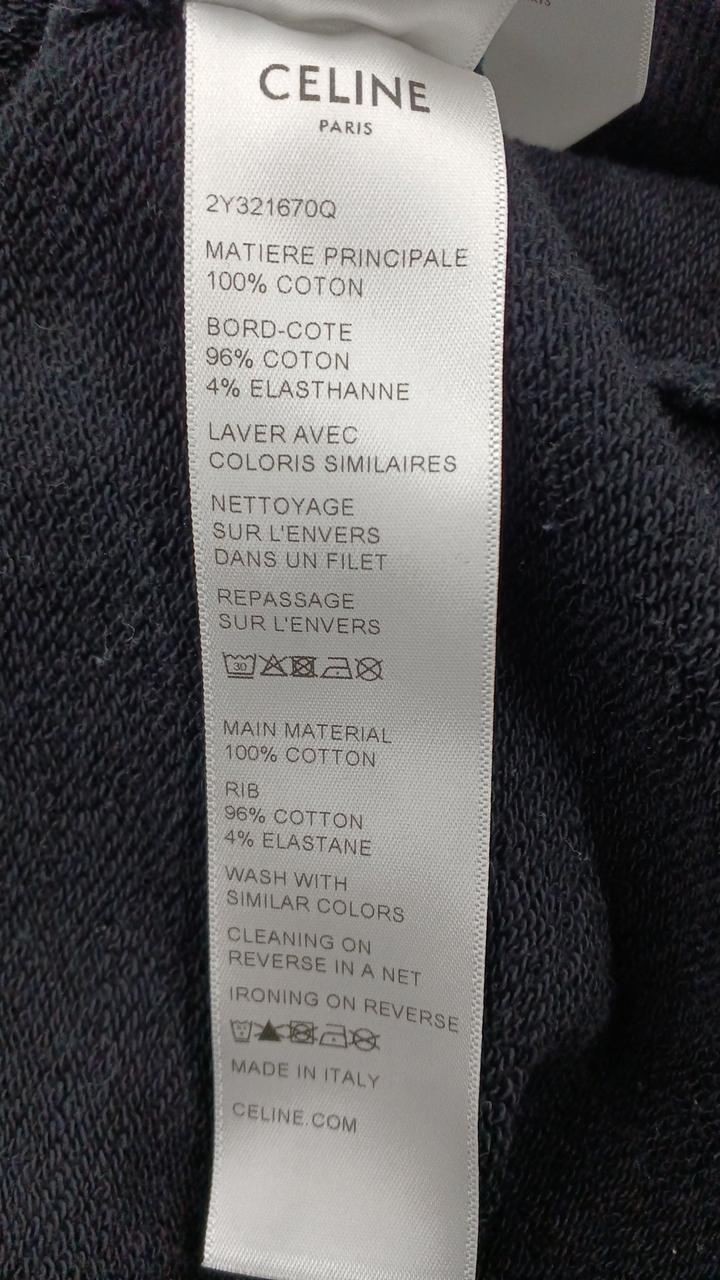 CELINE
PARIS
2Y321670Q
MATIERE PRINCIPALE
100% COTON
BORD-COTE
96% COTON
4% ELASTHANNE
LAVER AVEC
COLORIS SIMILAIRES
NETTOYAGE
SUR L'ENVERS
DANS UN FILET
REPASSAGE
SUR L'ENVERS
30
MAIN MATERIAL
100% COTTON
RIB
96% COTTON
4% ELASTANE
WASH WITH
SIMILAR COLORS
CLEANING ON
REVERSE IN A NET
IRONING ON REVERSE
MADE IN ITALY
CELINE.COM